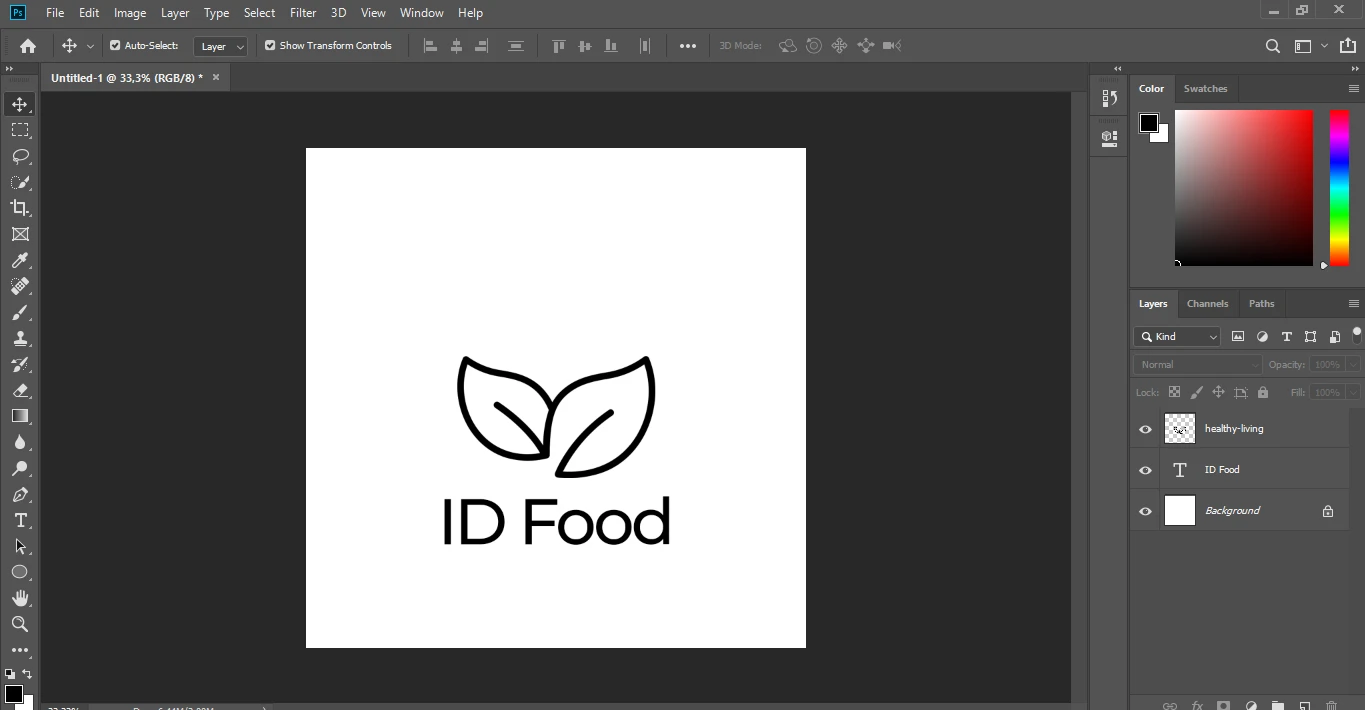 Ps File Edit Image Layer Type Select Filter 3D View Window Help
Auto-Select: Layer Show Transform Controls 3D Mode:
Untitled-1 @ 33,3% (RGB/8) * ×
Color Swatches
Layers Channels Paths
Kind
Normal Opacity: 100%
Lock: Fill: 100%
healthy-living
T ID Food
Background
ID Food